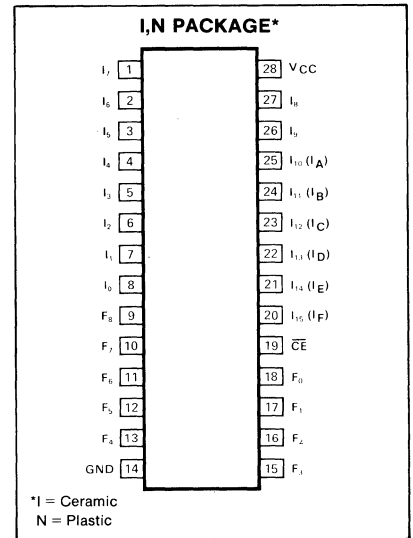 I,N PACKAGE*
I₇ 1 28 VCC
I₆ 2 27 I₈
I₅ 3 26 I₉
I₄ 4 25 I₁₀ (IA)
I₃ 5 24 I₁₁ (IB)
I₂ 6 23 I₁₂ (IC)
I₁ 7 22 I₁₃ (ID)
I₀ 8 21 I₁₄ (IE)
F₈ 9 20 I₁₅ (IF)
F₇ 10 19 C̅E̅
F₆ 11 18 F₀
F₅ 12 17 F₁
F₄ 13 16 F₂
GND 14 15 F₃
*I = Ceramic
N = Plastic